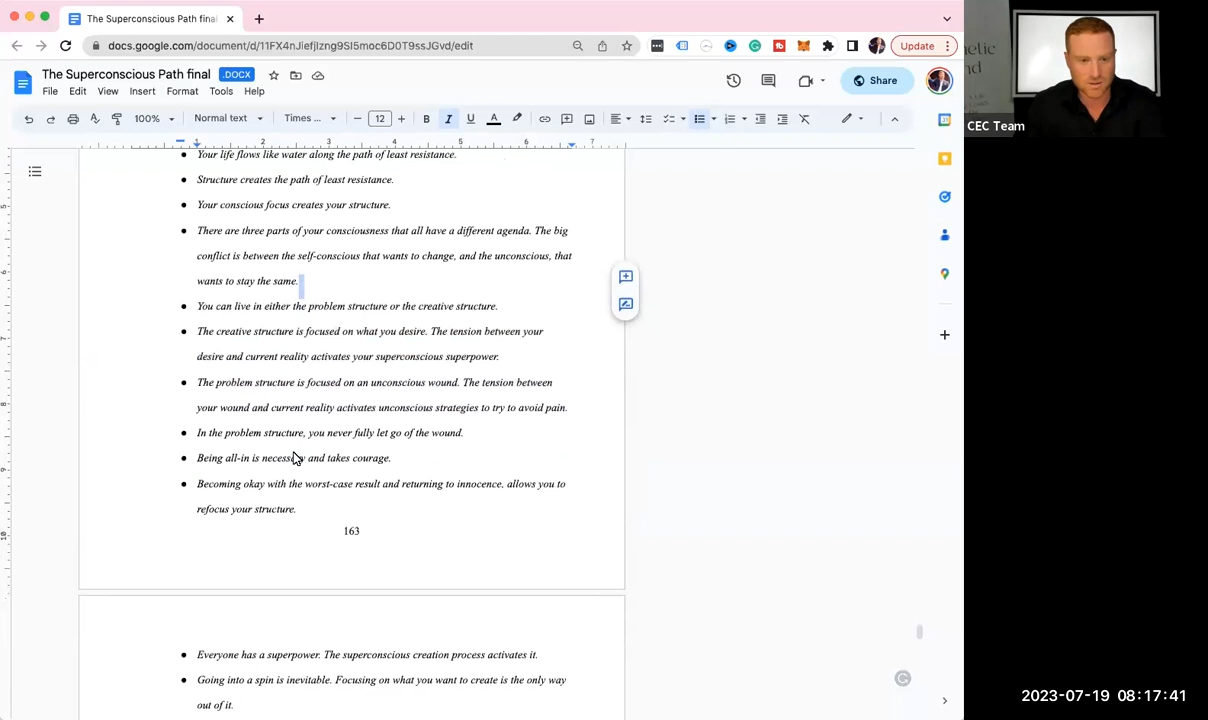 The Superconscious Path final
docs.google.com/document/d/11FX4nJiefjIzng9SI5moc6D0T9ssJGvd/edit
Update
The Superconscious Path final
.DOCX
File Edit View Insert Format Tools Extensions Help
Share
100%
Normal text
Times ...
12
B I U A
1 2 3 4 5 6 7
Your life flows like water along the path of least resistance.
Structure creates the path of least resistance.
Your conscious focus creates your structure.
There are three parts of your consciousness that all have a different agenda. The big
conflict is between the self-conscious that wants to change, and the unconscious, that
wants to stay the same.
You can live in either the problem structure or the creative structure.
The creative structure is focused on what you desire. The tension between your
desire and current reality activates your superconscious superpower.
The problem structure is focused on an unconscious wound. The tension between
your wound and current reality activates unconscious strategies to try to avoid pain.
In the problem structure, you never fully let go of the wound.
Being all-in is necessary and takes courage.
Becoming okay with the worst-case result and returning to innocence, allows you to
refocus your structure.
163
Everyone has a superpower. The superconscious creation process activates it.
Going into a spin is inevitable. Focusing on what you want to create is the only way
out of it.
CEC Team
2023-07-19 08:17:41